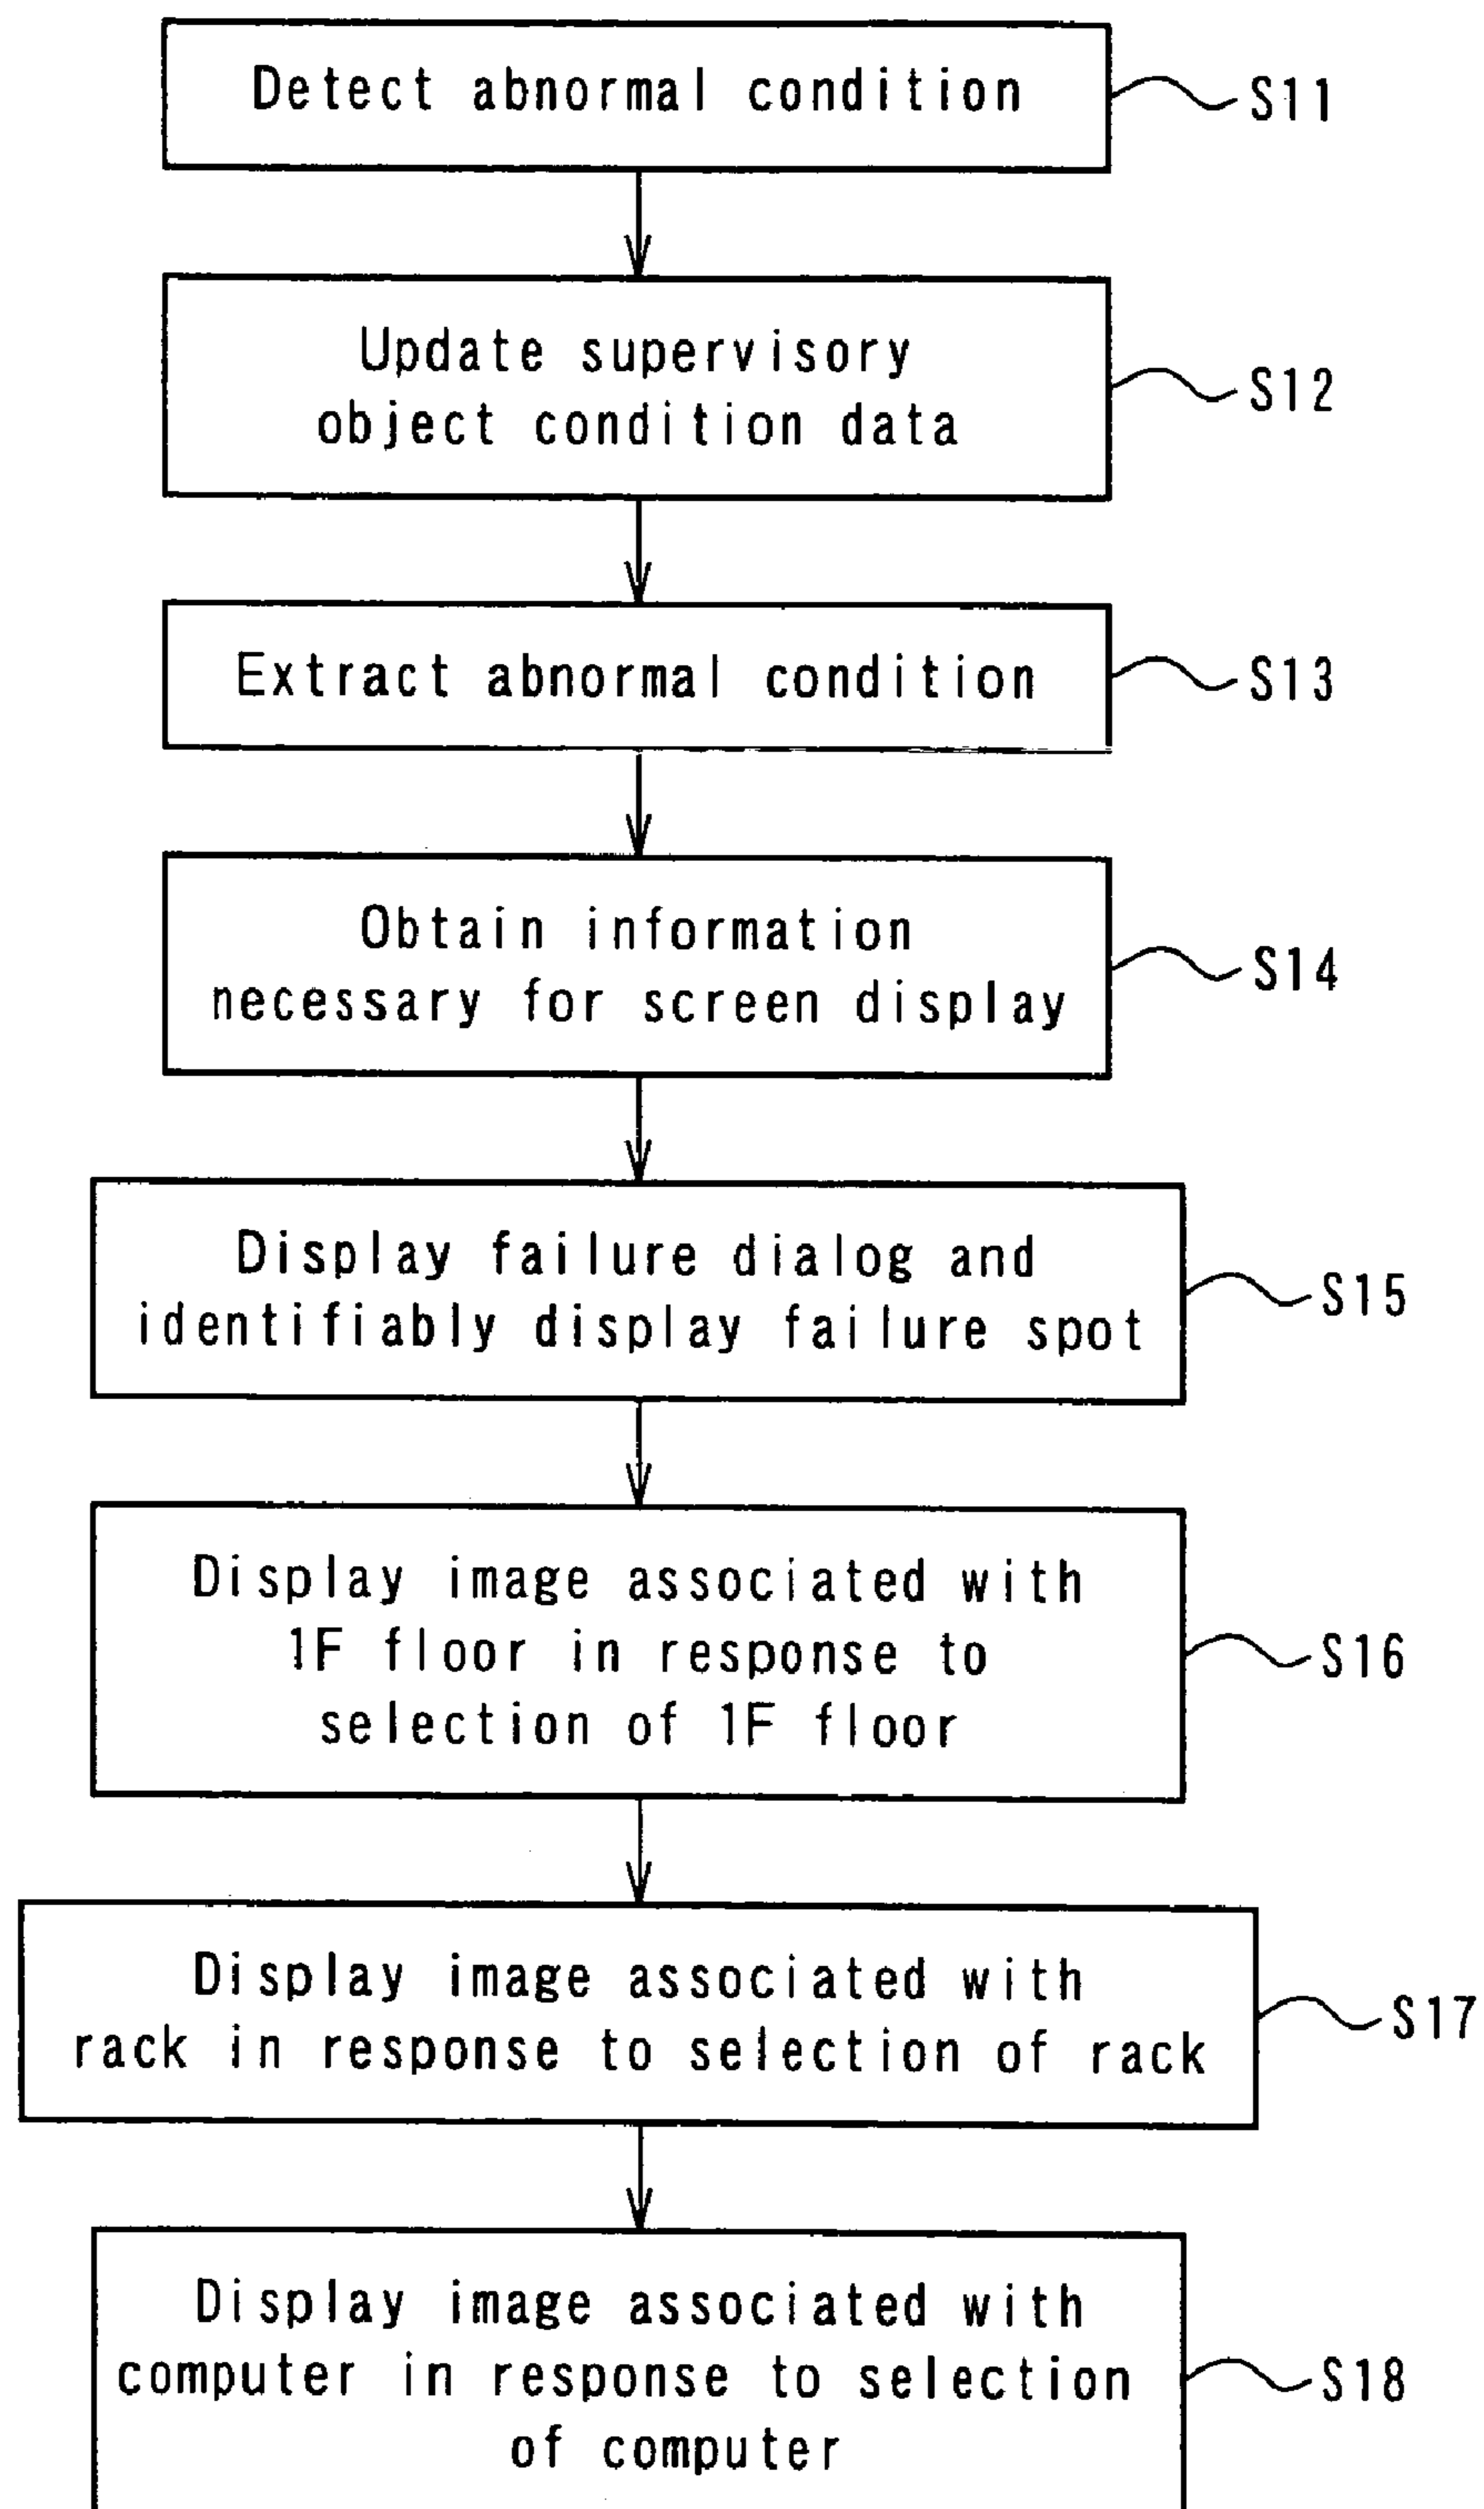 Detect abnormal condition
S11
Update supervisory
object condition data
S12
Extract abnormal condition
S13
Obtain information
necessary for screen display
S14
Display failure dialog and
identifiably display failure spot
S15
Display image associated with
1F floor in response to
selection of 1F floor
S16
Display image associated with
rack in response to selection of rack
S17
Display image associated with
computer in response to selection
of computer
S18